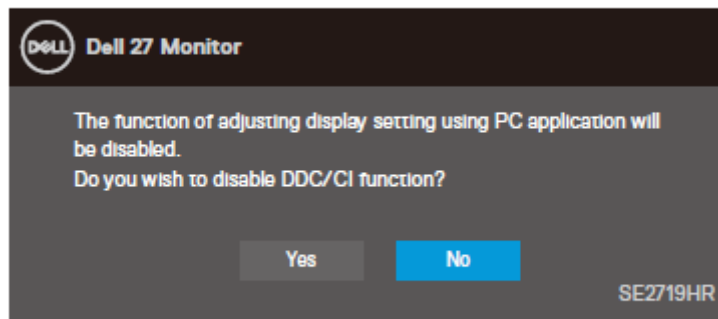 DELL
Dell 27 Monitor
The function of adjusting display setting using PC application will
be disabled.
Do you wish to disable DDC/CI function?
Yes
No
SE2719HR